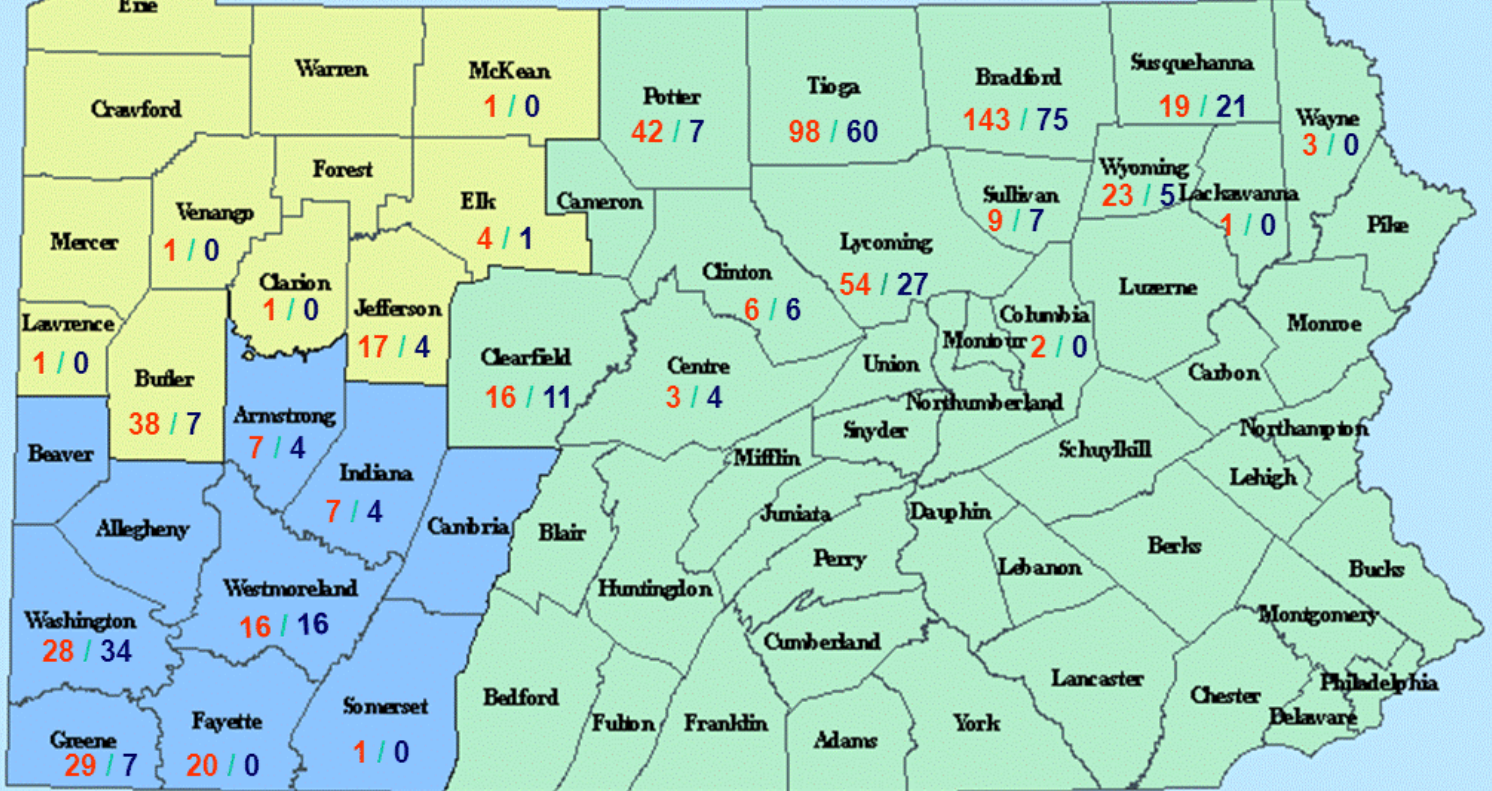 Erie
Warren
McKean
1 / 0
Crawford
Potter
42 / 7
Tioga
98 / 60
Bradford
143 / 75
Susquehanna
19 / 21
Wayne
3 / 0
Forest
Venango
1 / 0
Elk
4 / 1
Cameron
Mercer
Sullivan
9 / 7
Wyoming
23 / 5
Lackawanna
1 / 0
Pike
Lycoming
54 / 27
Clinton
6 / 6
Clarion
1 / 0
Jefferson
17 / 4
Luzerne
Lawrence
1 / 0
Columbia
2 / 0
Montour
Monroe
Clearfield
16 / 11
Centre
3 / 4
Union
Carbon
Butler
38 / 7
Armstrong
7 / 4
Northumberland
Snyder
Northampton
Beaver
Mifflin
Schuylkill
Indiana
7 / 4
Lehigh
Allegheny
Cambria
Blair
Juniata
Dauphin
Perry
Lebanon
Berks
Bucks
Westmoreland
16 / 16
Huntingdon
Washington
28 / 34
Cumberland
Montgomery
Bedford
Lancaster
Philadelphia
Chester
Somerset
1 / 0
Fayette
20 / 0
Fulton
Franklin
York
Delaware
Greene
29 / 7
Adams